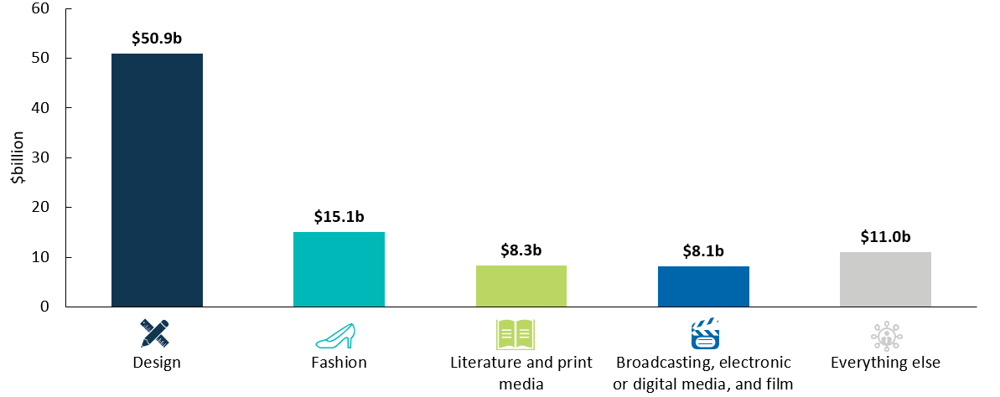 60
50
40
30
20
10
0
$billion
$50.9b
$15.1b
$8.3b
$8.1b
$11.0b
Design
Fashion
Literature and print
media
Broadcasting, electronic
or digital media, and film
Everything else